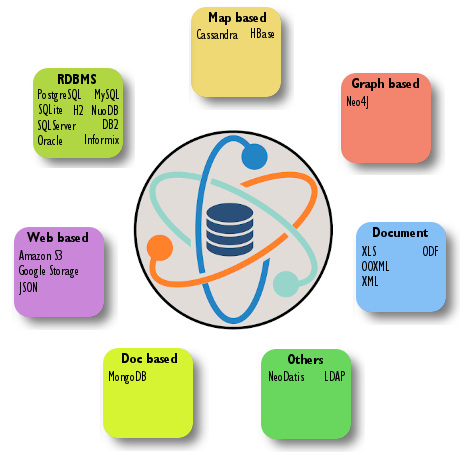 Map based
Cassandra HBase
RDBMS
PostgreSQL MySQL
SQLite H2 NuoDB
SQLServer DB2
Oracle Informix
Graph based
Neo4J
Web based
Amazon S3
Google Storage
JSON
Document
XLS ODF
OOXML
XML
Doc based
MongoDB
Others
NeoDatis LDAP